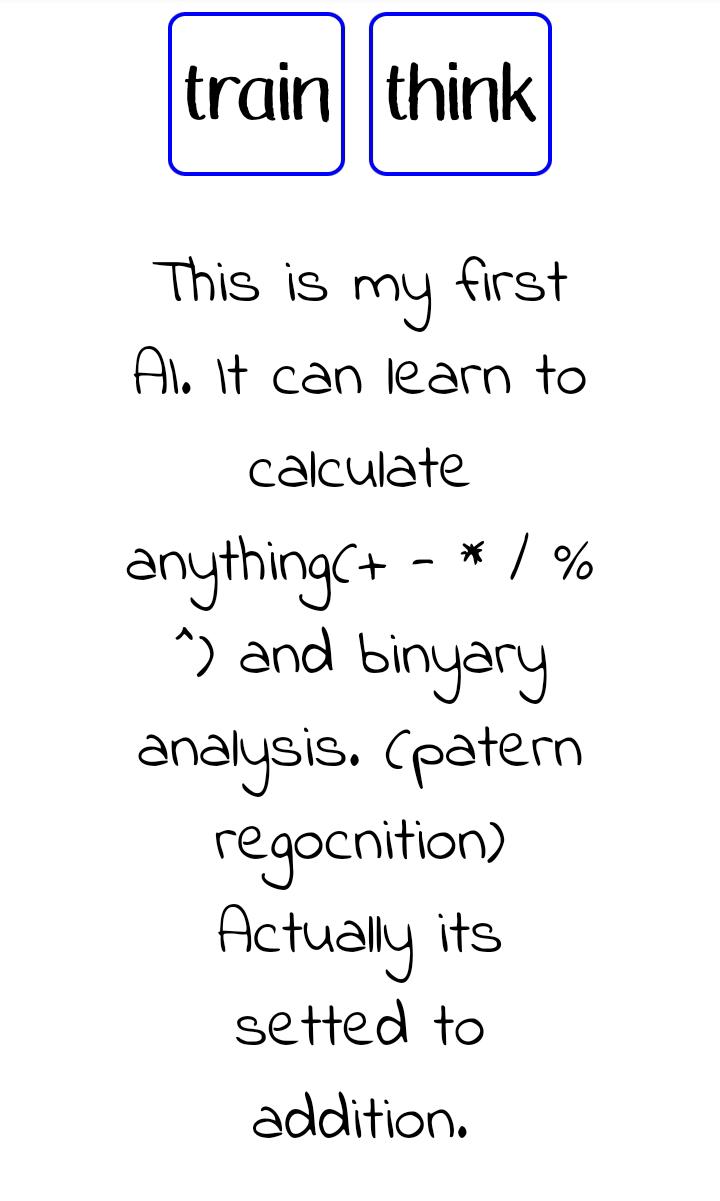 train think
This is my first
AI. It can learn to
calculate
anything(+ - * / %
^) and binyary
analysis. (patern
regocnition)
Actually its
setted to
addition.